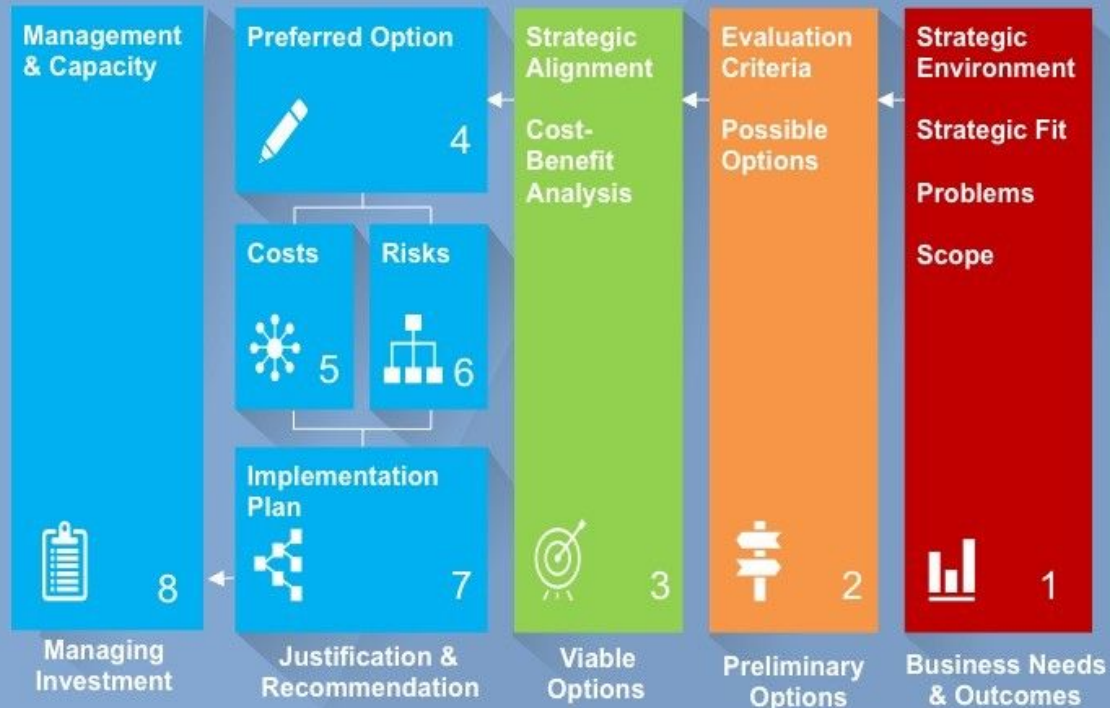 Management
& Capacity
8
Managing
Investment
Preferred Option
4
Costs
5
Risks
6
Implementation
Plan
7
Justification &
Recommendation
Strategic
Alignment
Cost-
Benefit
Analysis
3
Viable
Options
Evaluation
Criteria
Possible
Options
2
Preliminary
Options
Strategic
Environment
Strategic Fit
Problems
Scope
1
Business Needs
& Outcomes